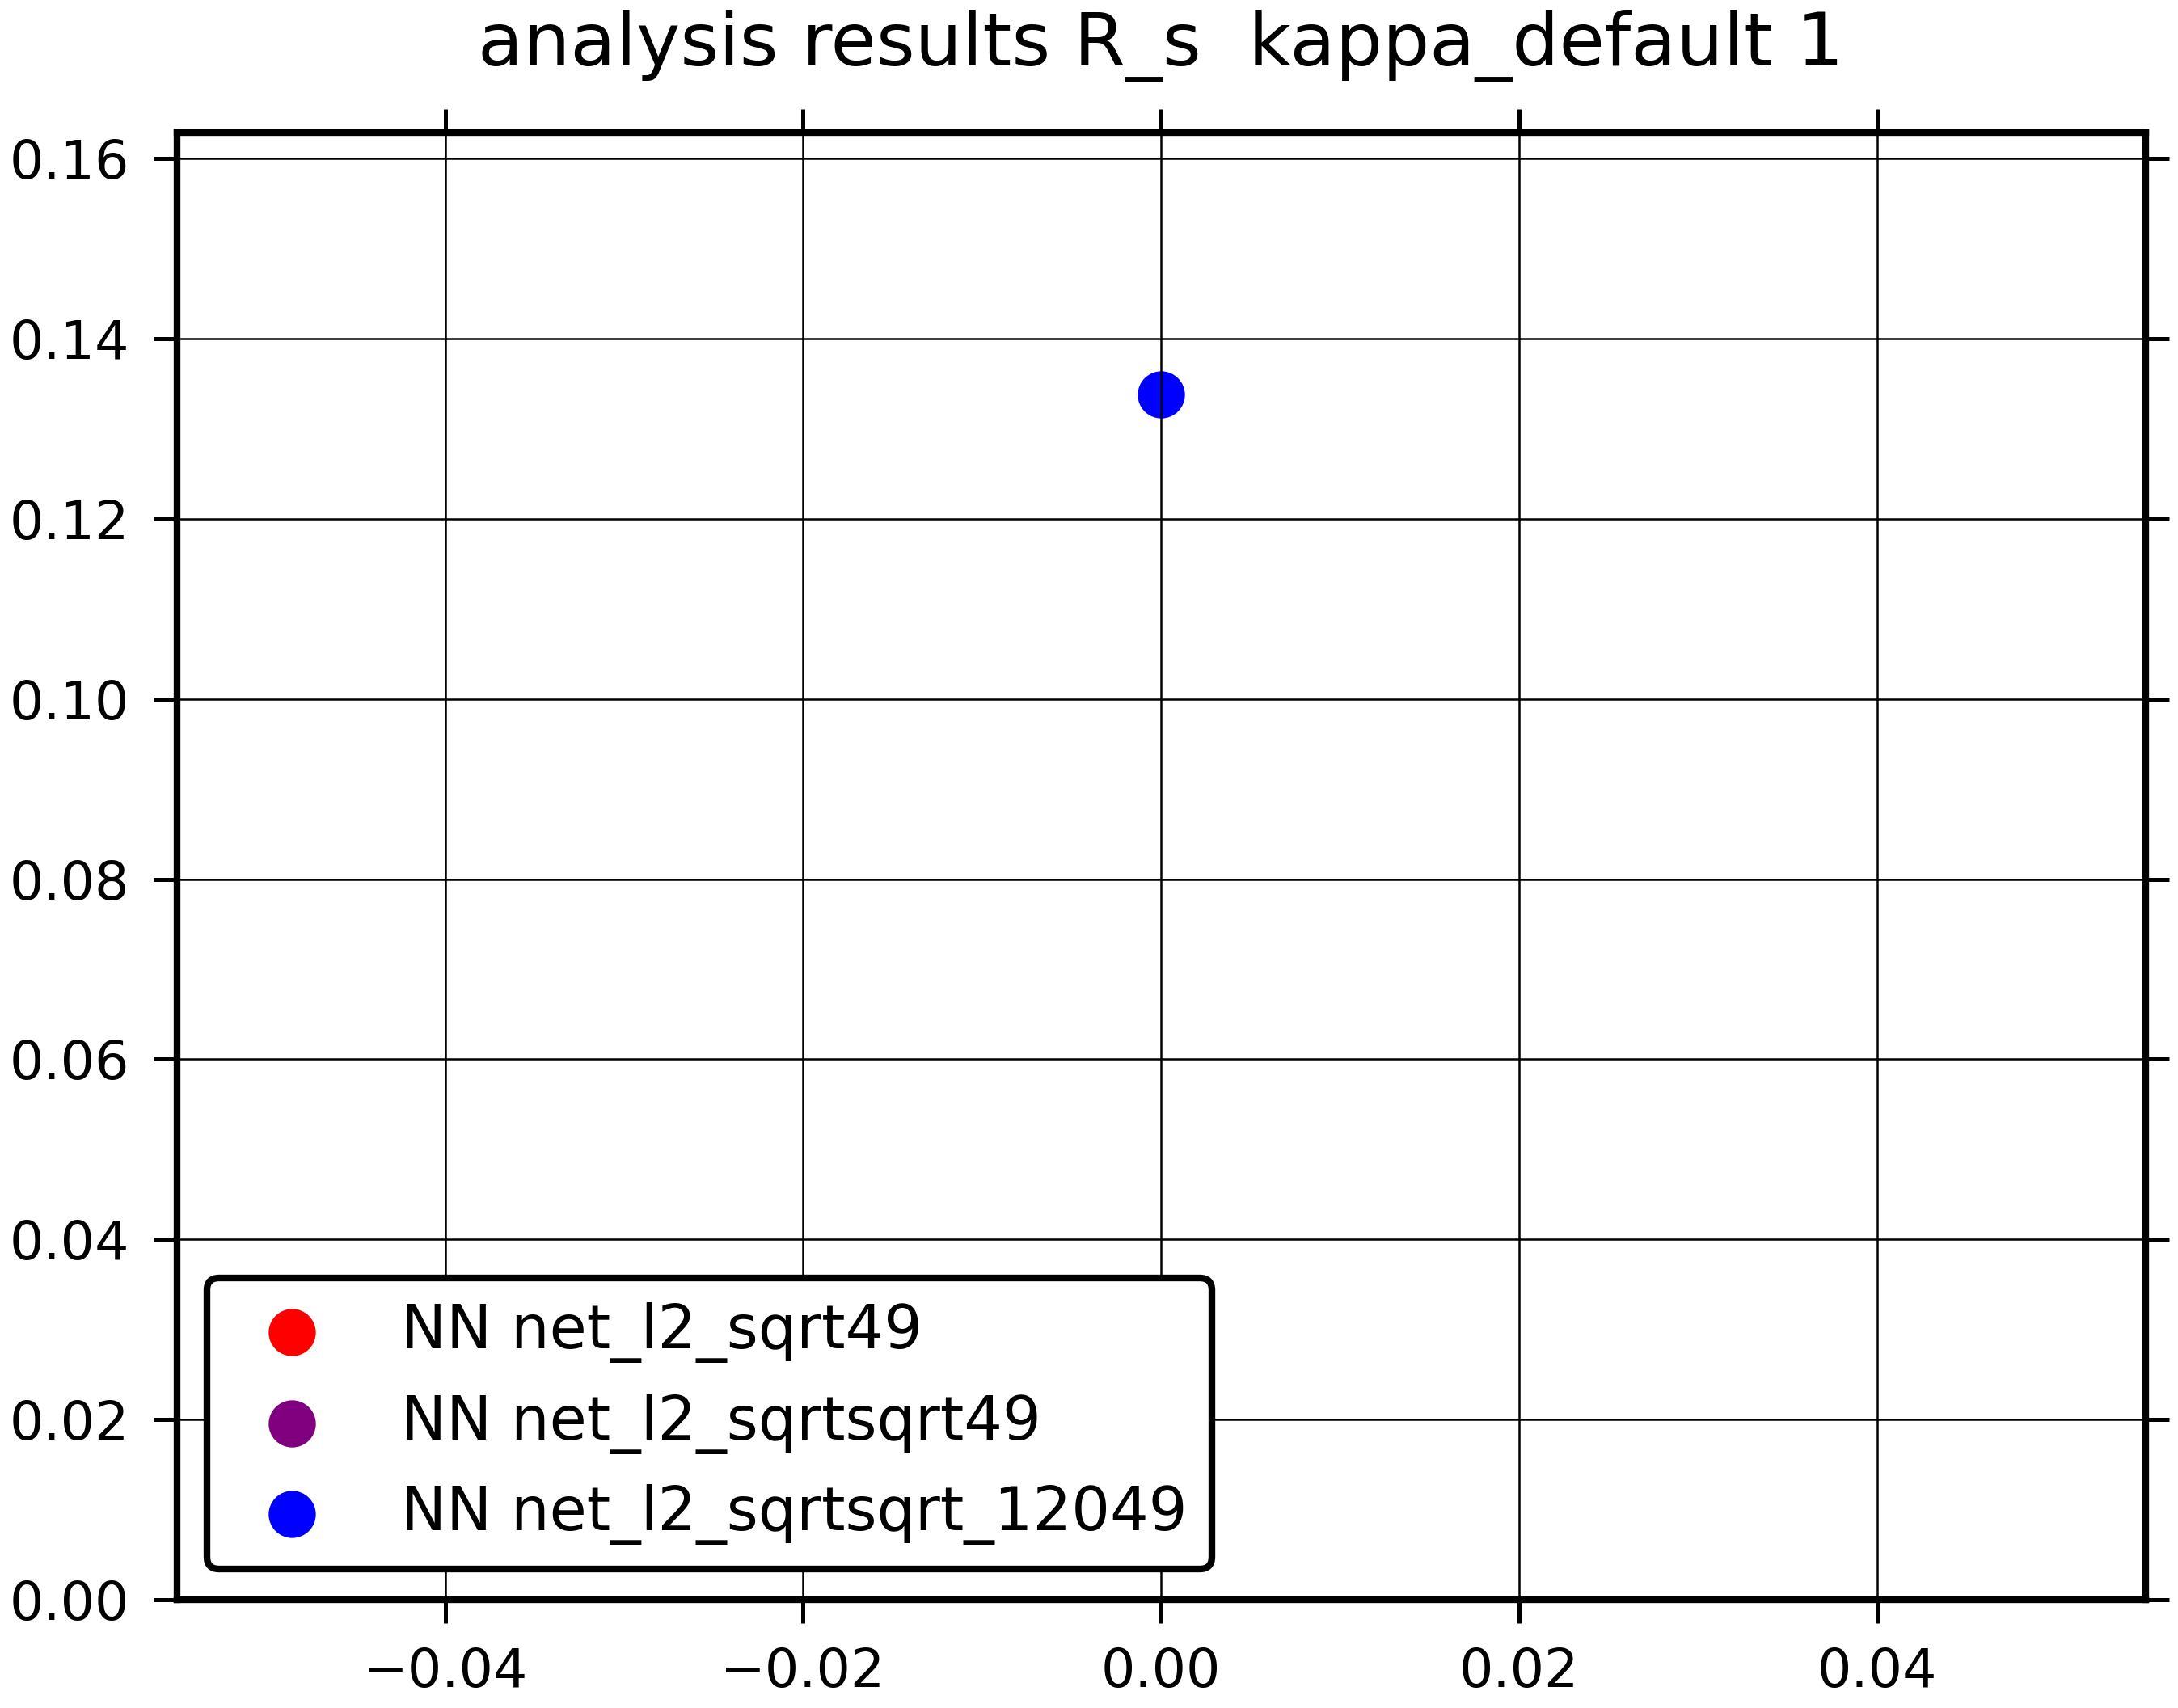 analysis results R_s  kappa_default 1
0.16
0.14
0.12
0.10
0.08
0.06
0.04
0.02
0.00
NN net_l2_sqrt49
NN net_l2_sqrtsqrt49
NN net_l2_sqrtsqrt_12049
−0.04 −0.02 0.00 0.02 0.04